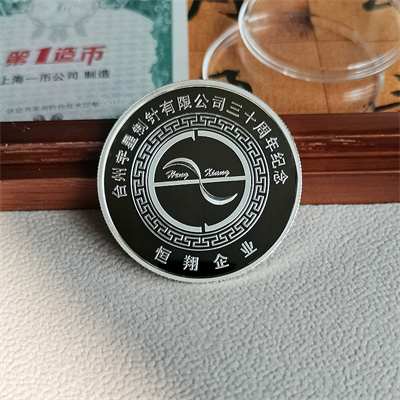 第1造币
上海一币公司 制造
台州宇星制针有限公司三十周年纪念
Heng Xiang
恒翔企业